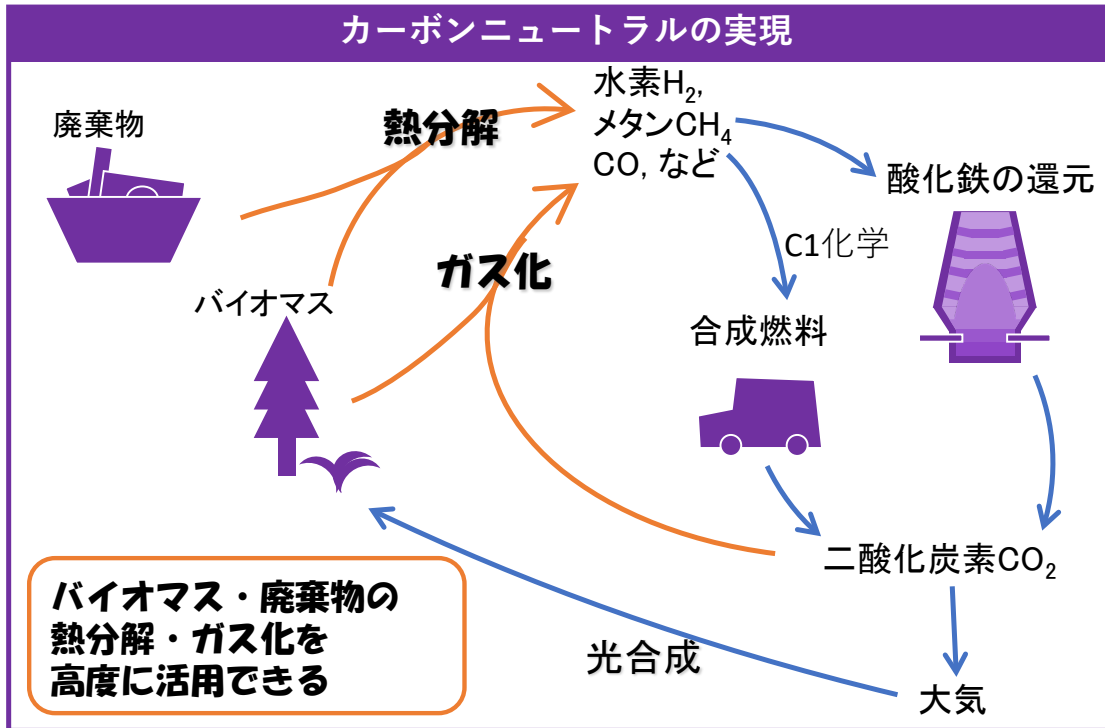 カーボンニュートラルの実現
廃棄物
熱分解
水素H₂,
メタンCH₄
CO, など
酸化鉄の還元
ガス化
C1化学
バイオマス
合成燃料
二酸化炭素CO₂
バイオマス・廃棄物の
熱分解・ガス化を
高度に活用できる
光合成
大気